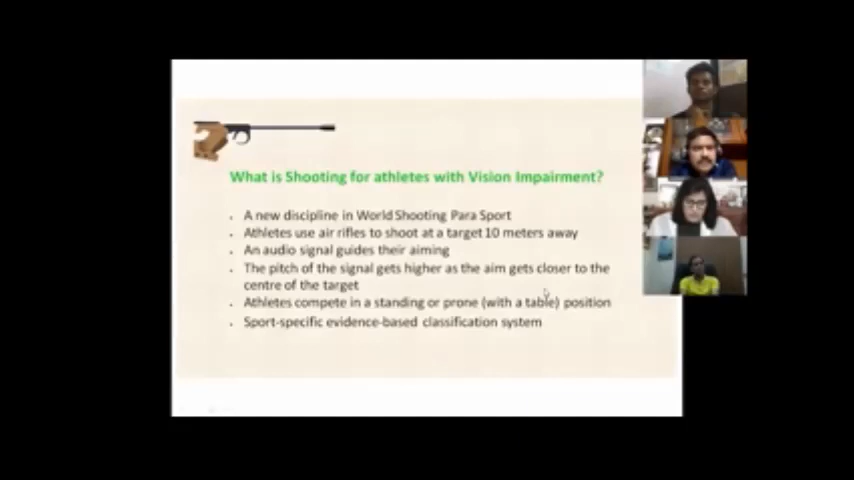 What is Shooting for athletes with Vision Impairment?
A new discipline in World Shooting Para Sport
Athletes use air rifles to shoot at a target 10 meters away
An audio signal guides their aiming
The pitch of the signal gets higher as the aim gets closer to the
centre of the target
Athletes compete in a standing or prone (with a table) position
Sport-specific evidence-based classification system